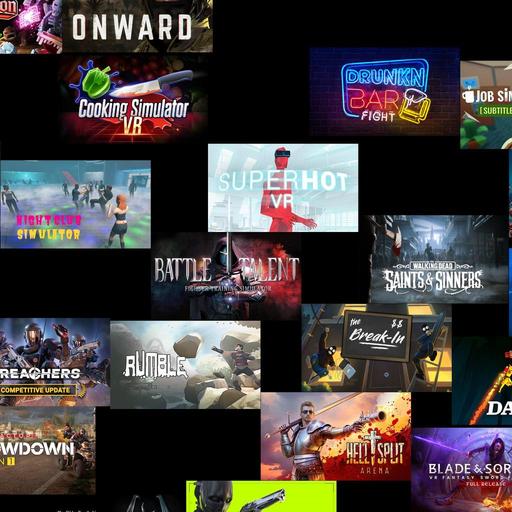 ONWARD
Cooking Simulator
VR
DRUNKN
BAR
FIGHT
JOB SIM
[SUBTITLE
SUPERHOT
VR
NIGHT CLUB
SIMULATOR
BATTLE TALENT
THE WALKING DEAD
SAINTS & SINNERS
the
Break-In
REACHERS
COMPETITIVE UPDATE
RUMBLE
DA
WDOWN
HELLSPLIT
ARENA
BLADE & SOR
VR FANTASY SWORD F
FULL RELEASE